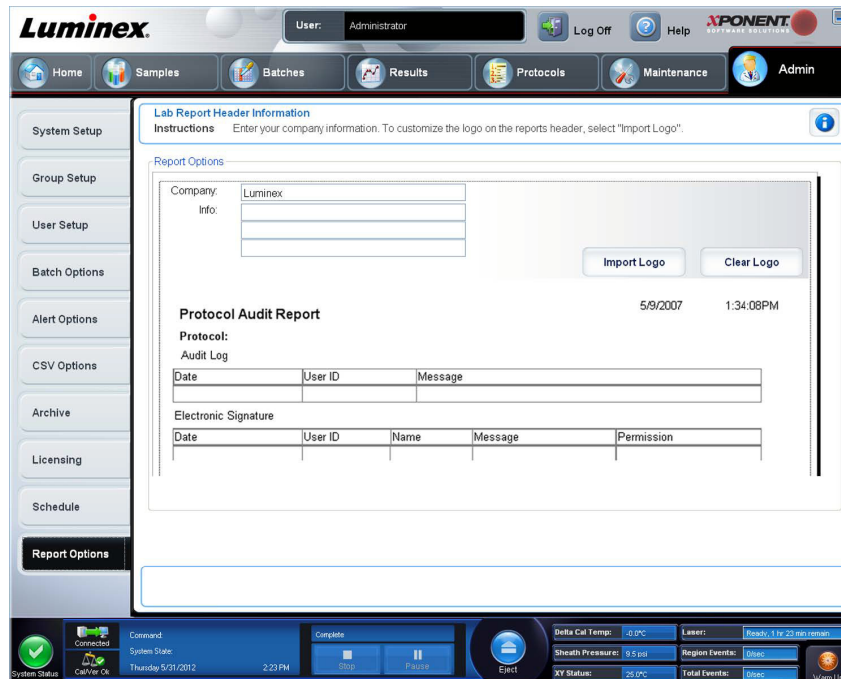 Luminex.
User: Administrator
Log Off
Help
XPONENT.
SOFTWARE SOLUTIONS
Home
Samples
Batches
Results
Protocols
Maintenance
Admin
System Setup
Group Setup
User Setup
Batch Options
Alert Options
CSV Options
Archive
Licensing
Schedule
Report Options
Lab Report Header Information
Instructions Enter your company information. To customize the logo on the reports header, select "Import Logo".
Report Options
Company: Luminex
Info:
Import Logo
Clear Logo
5/9/2007 1:34:08PM
Protocol Audit Report
Protocol:
Audit Log
Date User ID Message
Electronic Signature
Date User ID Name Message Permission
System Status
Connected
Cal/Ver Ok
Command:
System State:
Thursday 5/31/2012 2:23 PM
Complete
Stop
Pause
Eject
Delta Cal Temp: -0.0°C
Laser: Ready, 1 hr 23 min remain
Sheath Pressure: 9.5 psi
Region Events: 0/sec
XY Status: 25.0°C
Total Events: 0/sec
Warm